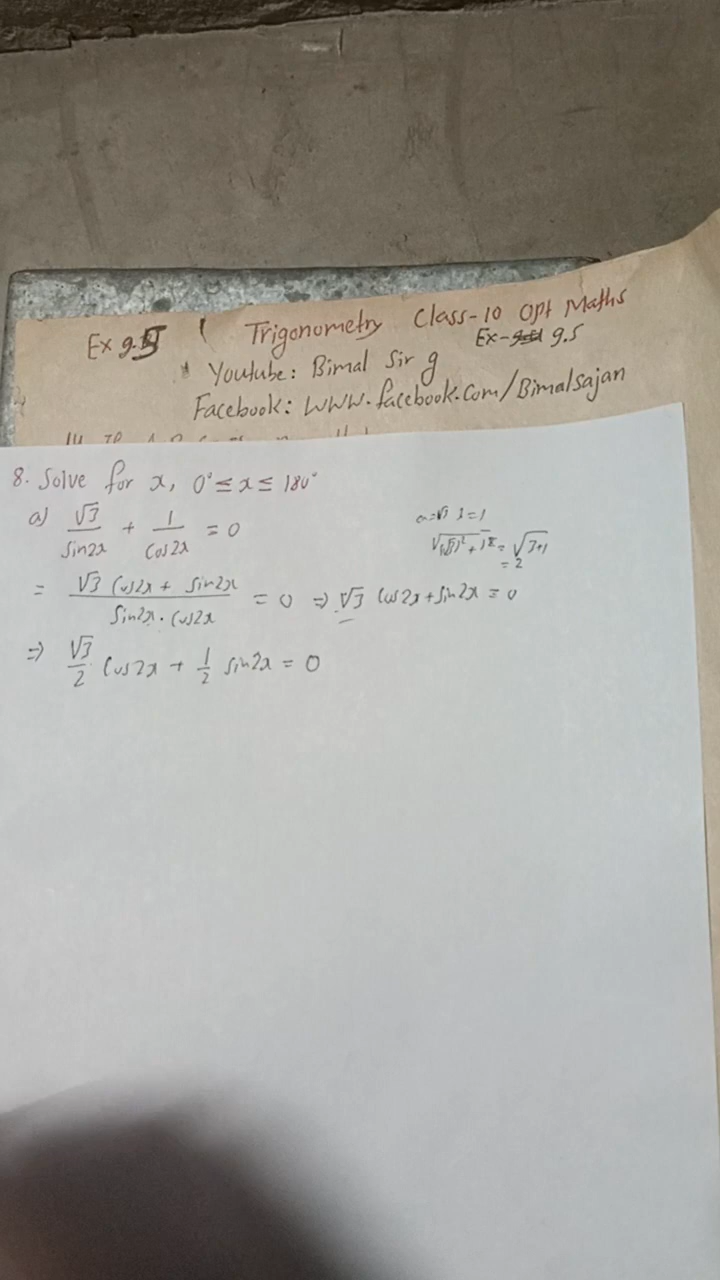 Ex 9.5 Trigonometry Class-10 Opt Maths
Ex- 9.5
Youtube: Bimal Sir g
Facebook: WWW.facebook.com/Bimalsajan
8. Solve for x, 0° ≤ x ≤ 180°
a) √3/sin2x + 1/cos2x = 0
= (√3 cos2x + sin2x)/(sin2x.cos2x) = 0 ⇒ √3 cos2x + sin2x = 0
⇒ √3/2 cos2x + 1/2 sin2x = 0
√(√3)² + 1² = √3+1
= 2